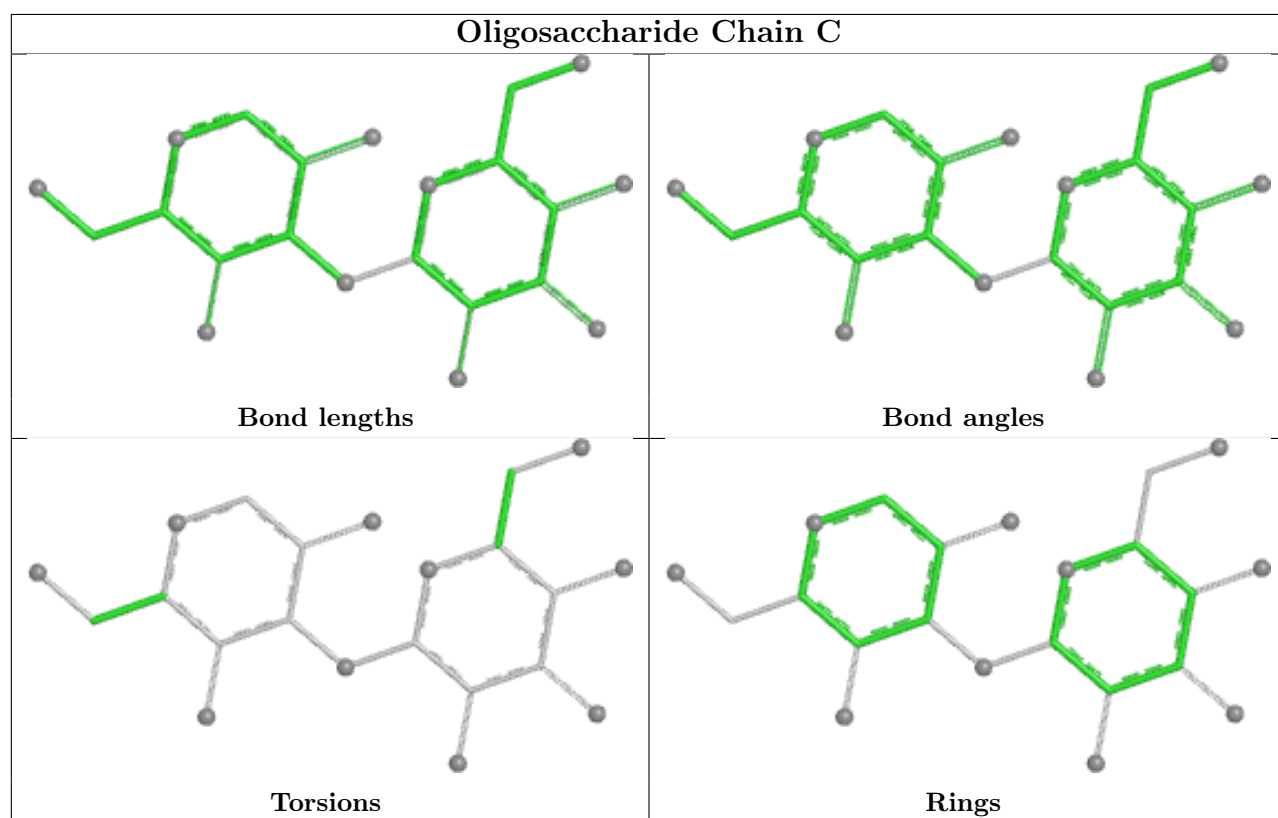 Oligosaccharide Chain C
Bond lengths
Bond angles
Torsions
Rings